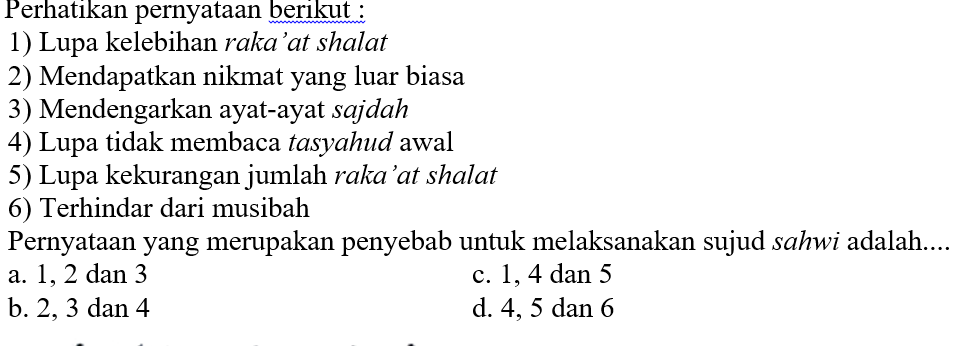 Perhatikan pernyataan berikut :
1) Lupa kelebihan raka’at shalat
2) Mendapatkan nikmat yang luar biasa
3) Mendengarkan ayat-ayat sajdah
4) Lupa tidak membaca tasyahud awal
5) Lupa kekurangan jumlah raka’at shalat
6) Terhindar dari musibah
Pernyataan yang merupakan penyebab untuk melaksanakan sujud sahwi adalah....
a. 1, 2 dan 3 c. 1, 4 dan 5
b. 2, 3 dan 4 d. 4, 5 dan 6